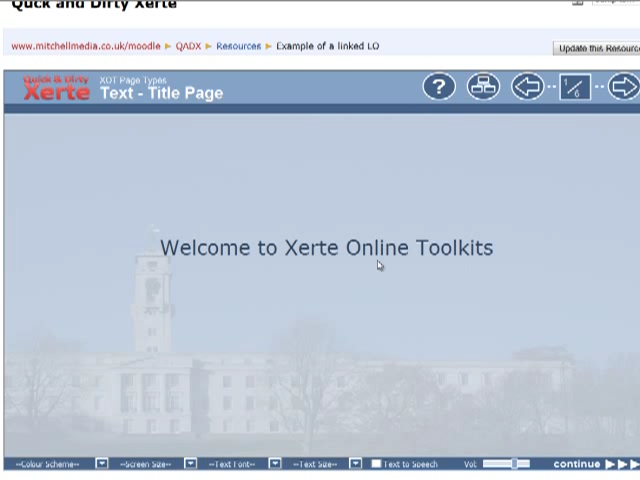 Quck and Dirty Xerte
www.mitchellmedia.co.uk/moodle ► QADX ► Resources ► Example of a linked LO
Update this Resource
Quick & Dirty
Xerte
XOT Page Types
Text - Title Page
?
1/6
Welcome to Xerte Online Toolkits
--Colour Scheme-- --Screen Size-- --Text Font-- --Text Size-- Text to Speech Vol: continue